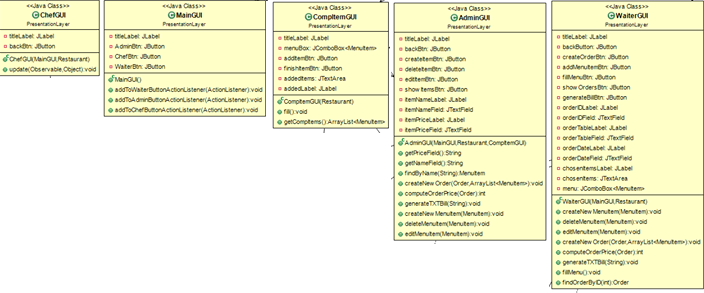 <<Java Class>>
ChefGUI
PresentationLayer
titleLabel: JLabel
backBtn: JButton
ChefGUI(MainGUI,Restaurant)
update(Observable,Object):void
<<Java Class>>
MainGUI
PresentationLayer
titleLabel: JLabel
AdminBtn: JButton
ChefBtn: JButton
WaiterBtn: JButton
MainGUI()
addToWaiterButtonActionListener(ActionListener):void
addToAdminButtonActionListener(ActionListener):void
addToChefButtonActionListener(ActionListener):void
<<Java Class>>
CompItemGUI
PresentationLayer
titleLabel: JLabel
menuBox: JComboBox<MenuItem>
addItemBtn: JButton
finishItemBtn: JButton
addedItems: JTextArea
addedLabel: JLabel
CompItemGUI(Restaurant)
fill():void
getCompItems():ArrayList<MenuItem>
<<Java Class>>
AdminGUI
PresentationLayer
titleLabel: JLabel
backBtn: JButton
createItemBtn: JButton
deleteItemBtn: JButton
editItemBtn: JButton
show ItemsBtn: JButton
itemNameLabel: JLabel
itemNameField: JTextField
itemPriceLabel: JLabel
itemPriceField: JTextField
AdminGUI(MainGUI,Restaurant,CompItemGUI)
getPriceField():String
getNameField():String
findByName(String):MenuItem
createNew Order(Order,ArrayList<MenuItem>):void
computeOrderPrice(Order):int
generateTXTBill(String):void
createNew MenuItem(MenuItem):void
deleteMenuItem(MenuItem):void
editMenuItem(MenuItem):void
<<Java Class>>
WaiterGUI
PresentationLayer
titleLabel: JLabel
backButton: JButton
createOrderBtn: JButton
addMenuItemBtn: JButton
fillMenuBtn: JButton
show OrdersBtn: JButton
generateBillBtn: JButton
orderIDLabel: JLabel
orderIDField: JTextField
orderTableLabel: JLabel
orderTableField: JTextField
orderDateLabel: JLabel
orderDateField: JTextField
chosenItemsLabel: JLabel
chosenItems: JTextArea
menu: JComboBox<MenuItem>
WaiterGUI(MainGUI,Restaurant)
createNew MenuItem(MenuItem):void
deleteMenuItem(MenuItem):void
editMenuItem(MenuItem):void
createNew Order(Order,ArrayList<MenuItem>):void
computeOrderPrice(Order):int
generateTXTBill(String):void
fillMenu():void
findOrderByID(int):Order